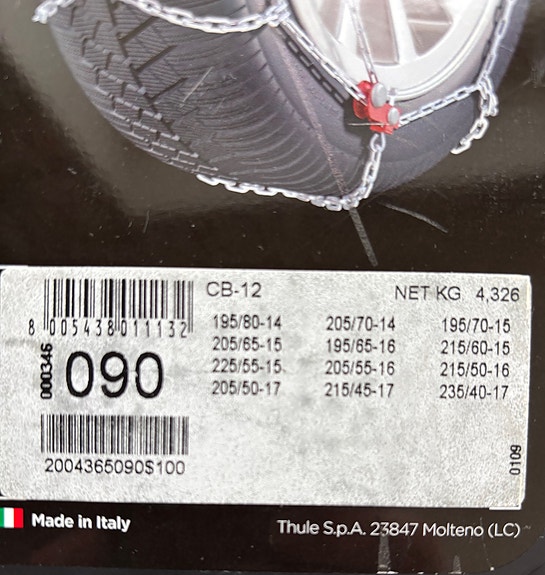 CB-12 NET KG. 4,326
8 005438 011132
195/80-14 205/70-14 195/70-15
205/65-15 195/65-16 215/60-15
225/55-15 205/55-16 215/50-16
205/50-17 215/45-17 235/40-17
000346
090
2004365090$100
0109
Made in Italy
Thule S.p.A. 23847 Molteno (LC)